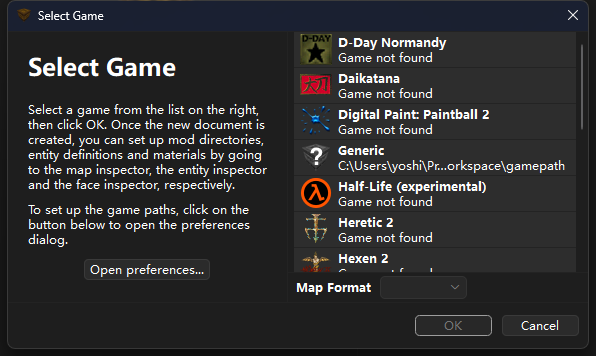 Select Game
Select Game
Select a game from the list on the right,
then click OK. Once the new document is
created, you can set up mod directories,
entity definitions and materials by going
to the map inspector, the entity inspector
and the face inspector, respectively.
To set up the game paths, click on the
button below to open the preferences
dialog.
Open preferences...
D-DAY
D-Day Normandy
Game not found
Daikatana
Game not found
Digital Paint: Paintball 2
Game not found
Generic
C:\Users\yoshi\Pr...orkspace\gamepath
Half-Life (experimental)
Game not found
Heretic 2
Game not found
Hexen 2
Game not found
Map Format
OK
Cancel